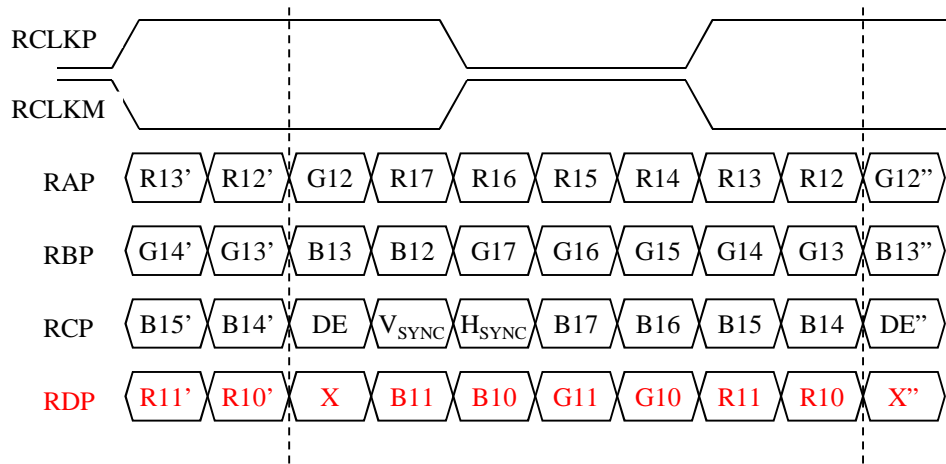 RCLKP
RCLKM
RAP R13' R12' G12 R17 R16 R15 R14 R13 R12 G12”
RBP G14' G13' B13 B12 G17 G16 G15 G14 G13 B13”
RCP B15' B14' DE VSYNC HSYNC B17 B16 B15 B14 DE”
RDP R11' R10' X B11 B10 G11 G10 R11 R10 X”